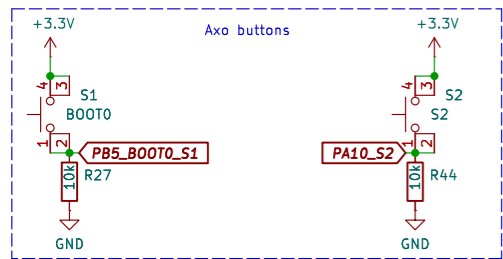 Axo buttons
+3.3V
+3.3V
4
3
S1
BOOT0
1
2
PB5_BOOT0_S1
10k
R27
GND
4
3
S2
S2
1
2
PA10_S2
10k
R44
GND